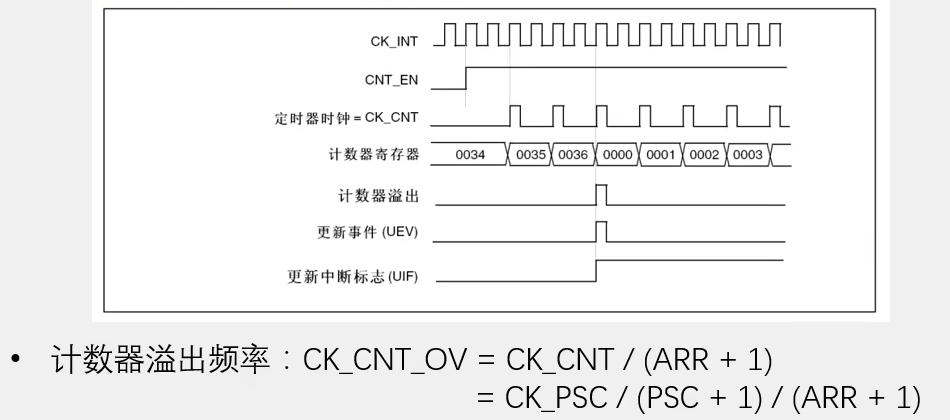 CK_INT
CNT_EN
定时器时钟 = CK_CNT
计数器寄存器 0034 0035 0036 0000 0001 0002 0003
计数器溢出
更新事件 (UEV)
更新中断标志 (UIF)
• 计数器溢出频率：CK_CNT_OV = CK_CNT / (ARR + 1)
= CK_PSC / (PSC + 1) / (ARR + 1)